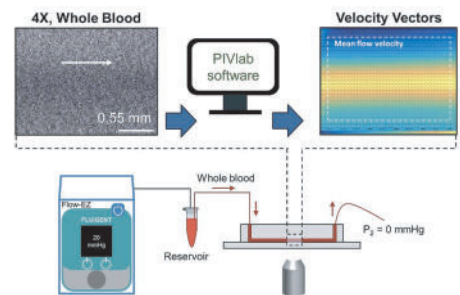 4X, Whole Blood
0.55 mm
PIVlab
software
Velocity Vectors
Mean flow velocity
Flow-EZ
FLUIGENT
20
mmHg
Reservoir
Whole blood
P₂ = 0 mmHg